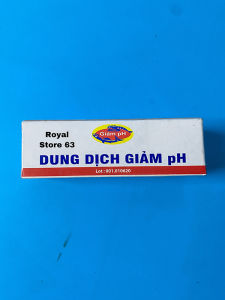 Royal
Store 63
Giảm pH
DUNG DỊCH GIẢM pH
Lot : 001.010620